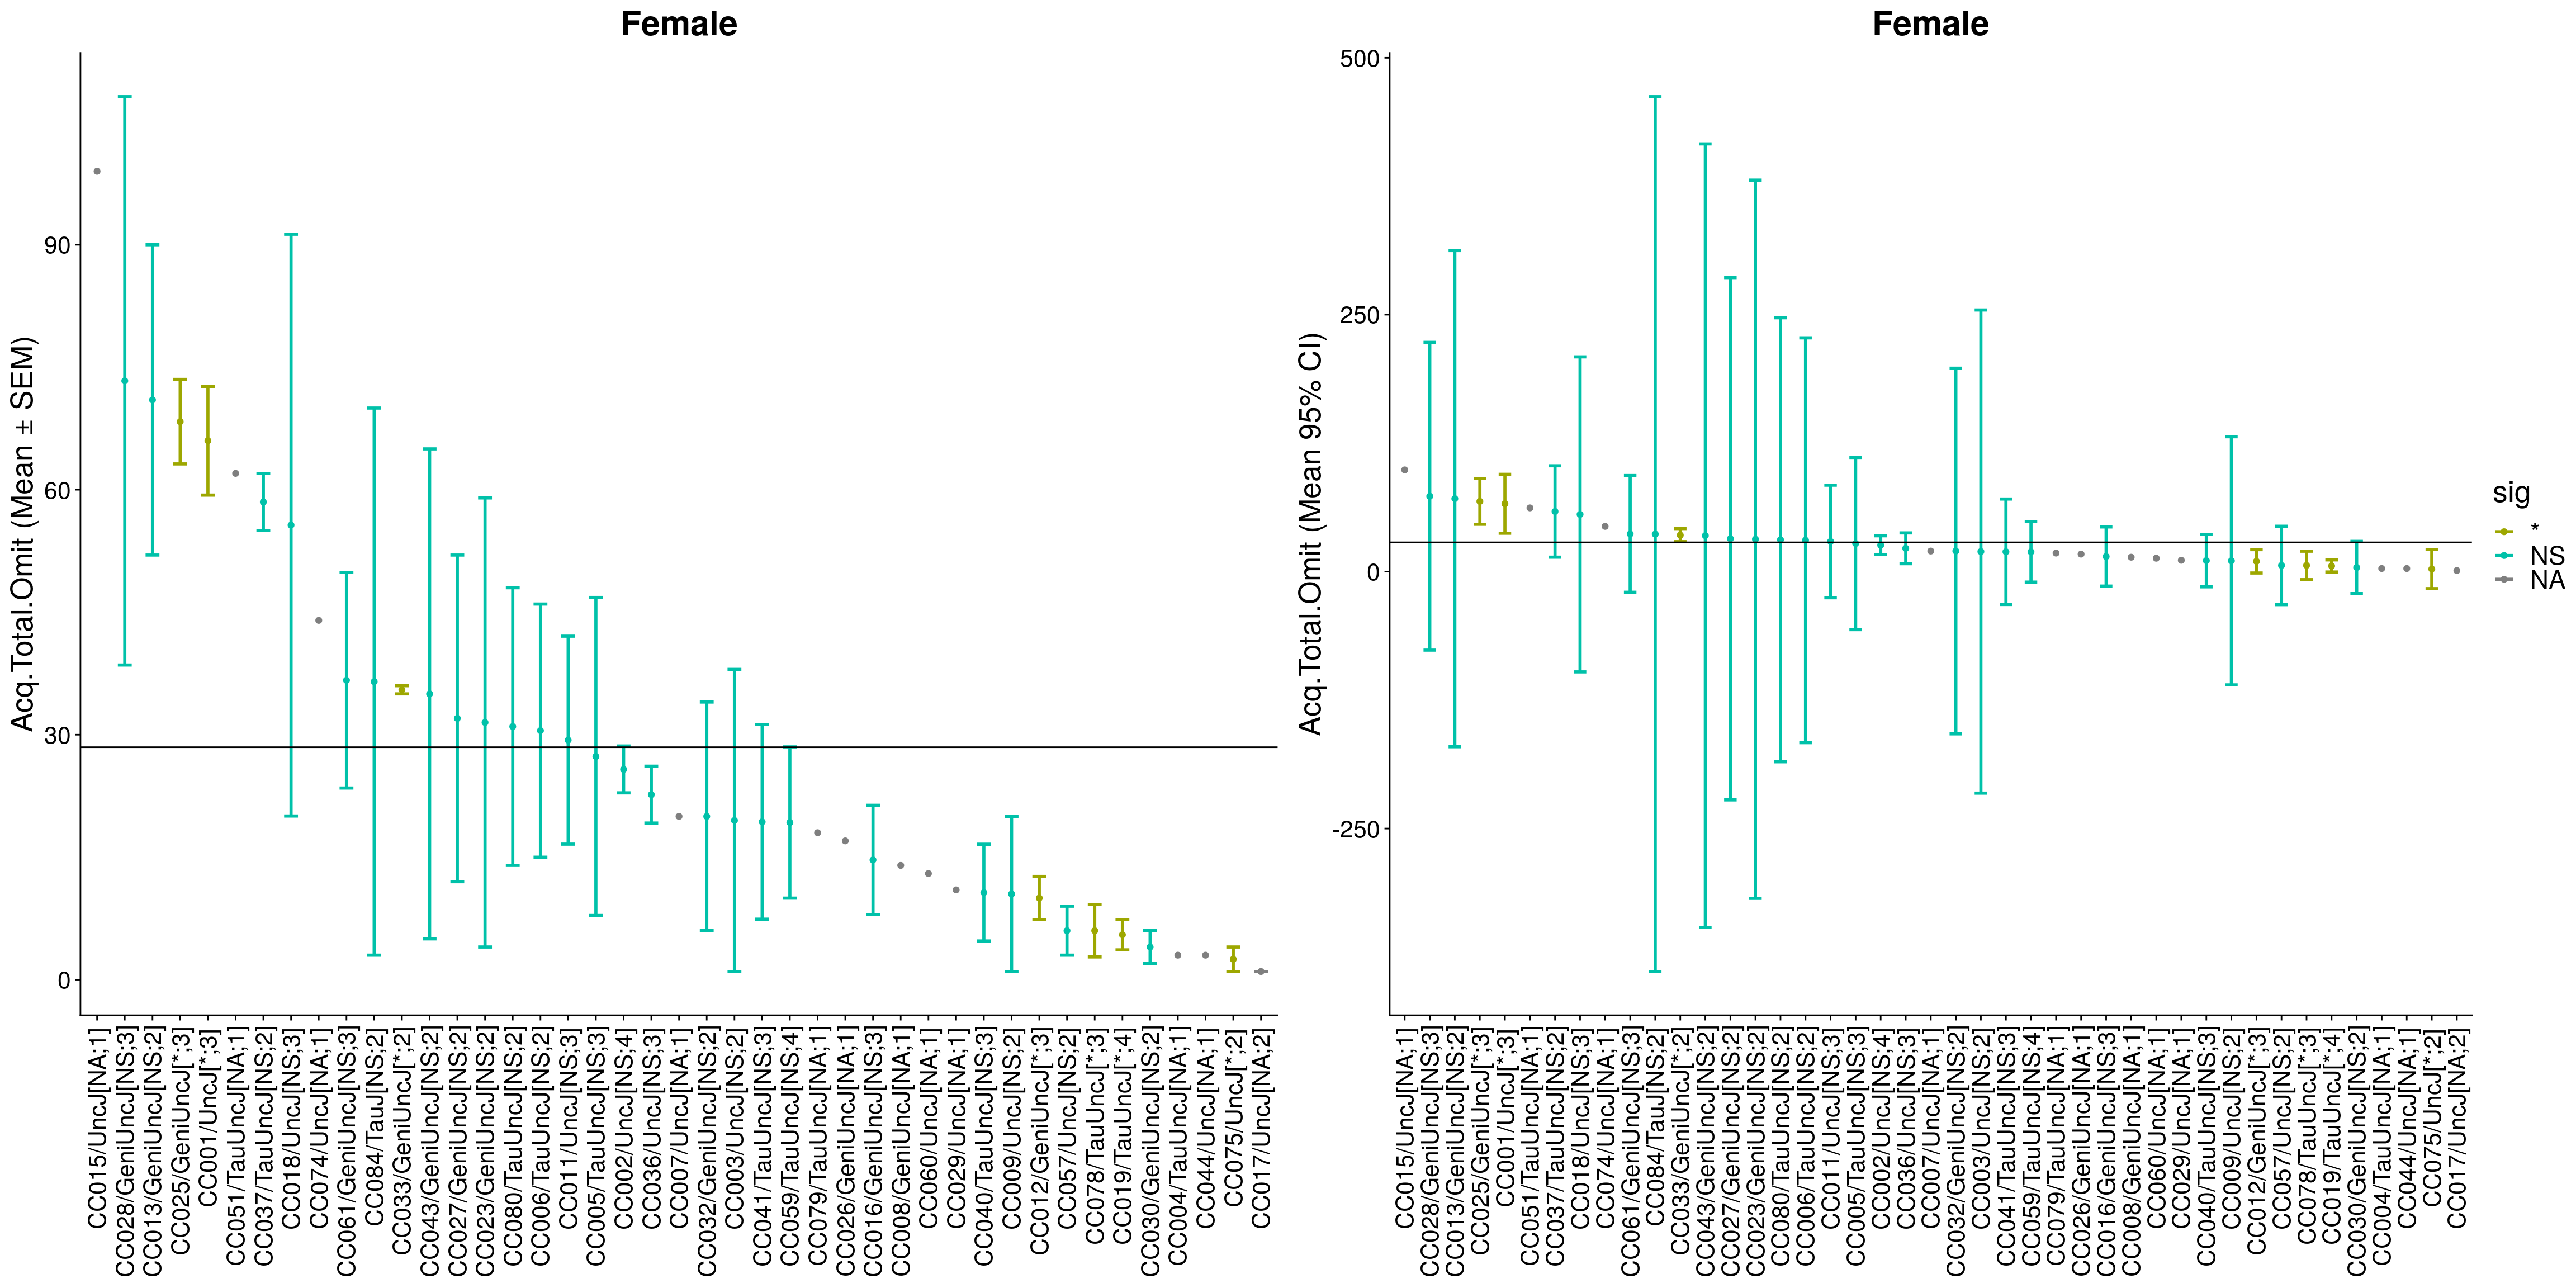 Female
Acq.Total.Omit (Mean ± SEM)
90
60
30
0
CC015/UncJ[NA;1]
CC028/GeniUncJ[NS;3]
CC013/GeniUncJ[NS;2]
CC025/GeniUncJ[*;3]
CC001/UncJ[*;3]
CC051/TauUncJ[NA;1]
CC037/TauUncJ[NS;2]
CC018/UncJ[NS;3]
CC074/UncJ[NA;1]
CC061/GeniUncJ[NS;3]
CC084/TauJ[NS;2]
CC033/GeniUncJ[*;2]
CC043/GeniUncJ[NS;2]
CC027/GeniUncJ[NS;2]
CC023/GeniUncJ[NS;2]
CC080/TauUncJ[NS;2]
CC006/TauUncJ[NS;2]
CC011/UncJ[NS;3]
CC005/TauUncJ[NS;3]
CC002/UncJ[NS;4]
CC036/UncJ[NS;3]
CC007/UncJ[NA;1]
CC032/GeniUncJ[NS;2]
CC003/UncJ[NS;2]
CC041/TauUncJ[NS;3]
CC059/TauUncJ[NS;4]
CC079/TauUncJ[NA;1]
CC026/GeniUncJ[NA;1]
CC016/GeniUncJ[NS;3]
CC008/GeniUncJ[NA;1]
CC060/UncJ[NA;1]
CC029/UncJ[NA;1]
CC040/TauUncJ[NS;3]
CC009/UncJ[NS;2]
CC012/GeniUncJ[*;3]
CC057/UncJ[NS;2]
CC078/TauUncJ[*;3]
CC019/TauUncJ[*;4]
CC030/GeniUncJ[NS;2]
CC004/TauUncJ[NA;1]
CC044/UncJ[NA;1]
CC075/UncJ[*;2]
CC017/UncJ[NA;2]
Female
Acq.Total.Omit (Mean 95% CI)
500
250
0
-250
CC015/UncJ[NA;1]
CC028/GeniUncJ[NS;3]
CC013/GeniUncJ[NS;2]
CC025/GeniUncJ[*;3]
CC001/UncJ[*;3]
CC051/TauUncJ[NA;1]
CC037/TauUncJ[NS;2]
CC018/UncJ[NS;3]
CC074/UncJ[NA;1]
CC061/GeniUncJ[NS;3]
CC084/TauJ[NS;2]
CC033/GeniUncJ[*;2]
CC043/GeniUncJ[NS;2]
CC027/GeniUncJ[NS;2]
CC023/GeniUncJ[NS;2]
CC080/TauUncJ[NS;2]
CC006/TauUncJ[NS;2]
CC011/UncJ[NS;3]
CC005/TauUncJ[NS;3]
CC002/UncJ[NS;4]
CC036/UncJ[NS;3]
CC007/UncJ[NA;1]
CC032/GeniUncJ[NS;2]
CC003/UncJ[NS;2]
CC041/TauUncJ[NS;3]
CC059/TauUncJ[NS;4]
CC079/TauUncJ[NA;1]
CC026/GeniUncJ[NA;1]
CC016/GeniUncJ[NS;3]
CC008/GeniUncJ[NA;1]
CC060/UncJ[NA;1]
CC029/UncJ[NA;1]
CC040/TauUncJ[NS;3]
CC009/UncJ[NS;2]
CC012/GeniUncJ[*;3]
CC057/UncJ[NS;2]
CC078/TauUncJ[*;3]
CC019/TauUncJ[*;4]
CC030/GeniUncJ[NS;2]
CC004/TauUncJ[NA;1]
CC044/UncJ[NA;1]
CC075/UncJ[*;2]
CC017/UncJ[NA;2]
sig
*
NS
NA